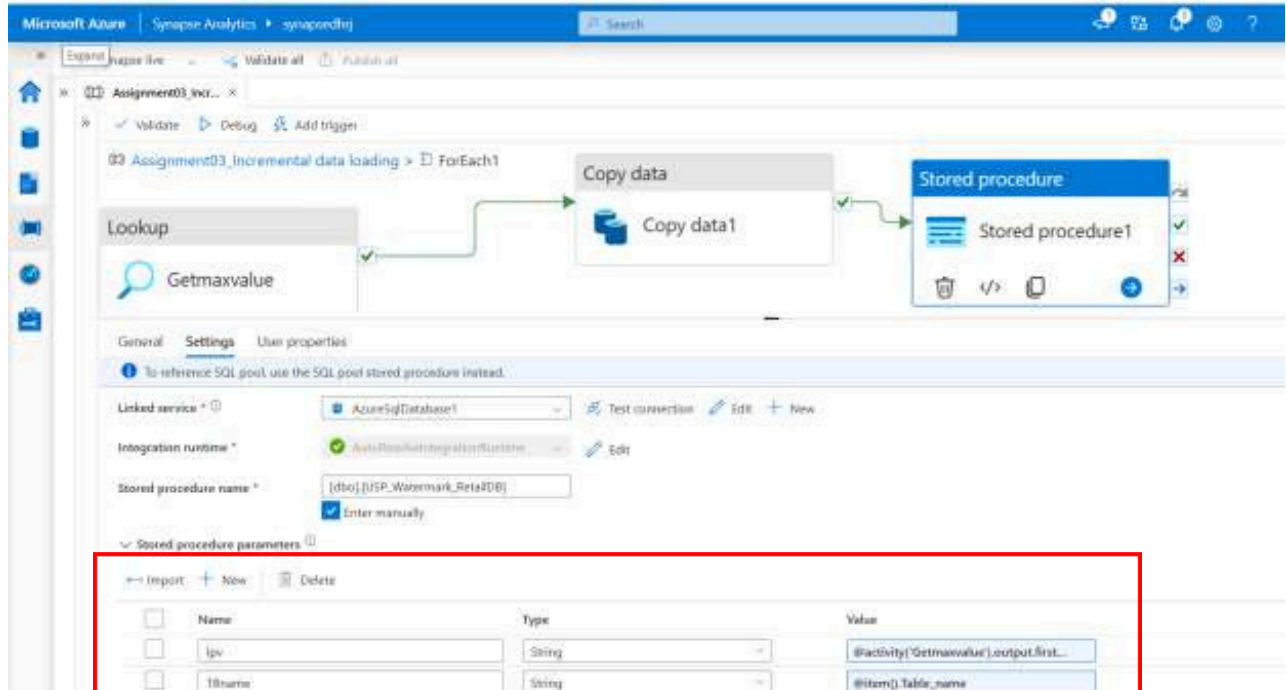 Microsoft Azure | Synapse Analytics ▸ synapsedhrj
Search
Expand
Validate all Publish all
Assignment03_Incr... ×
Validate Debug Add trigger
Assignment03_Incremental data loading > ForEach1
Lookup
Getmaxvalue
Copy data
Copy data1
Stored procedure
Stored procedure1
General Settings User properties
To reference SQL pool, use the SQL pool stored procedure instead.
Linked service * AzureSqlDatabase1 Test connection Edit + New
Integration runtime * AutoResolveIntegrationRuntime Edit
Stored procedure name * [dbo].[USP_Watermark_RetailDB]
Enter manually
Stored procedure parameters
Import + New Delete
Name Type Value
lpv String @activity('Getmaxvalue').output.first...
String @item().Table_name